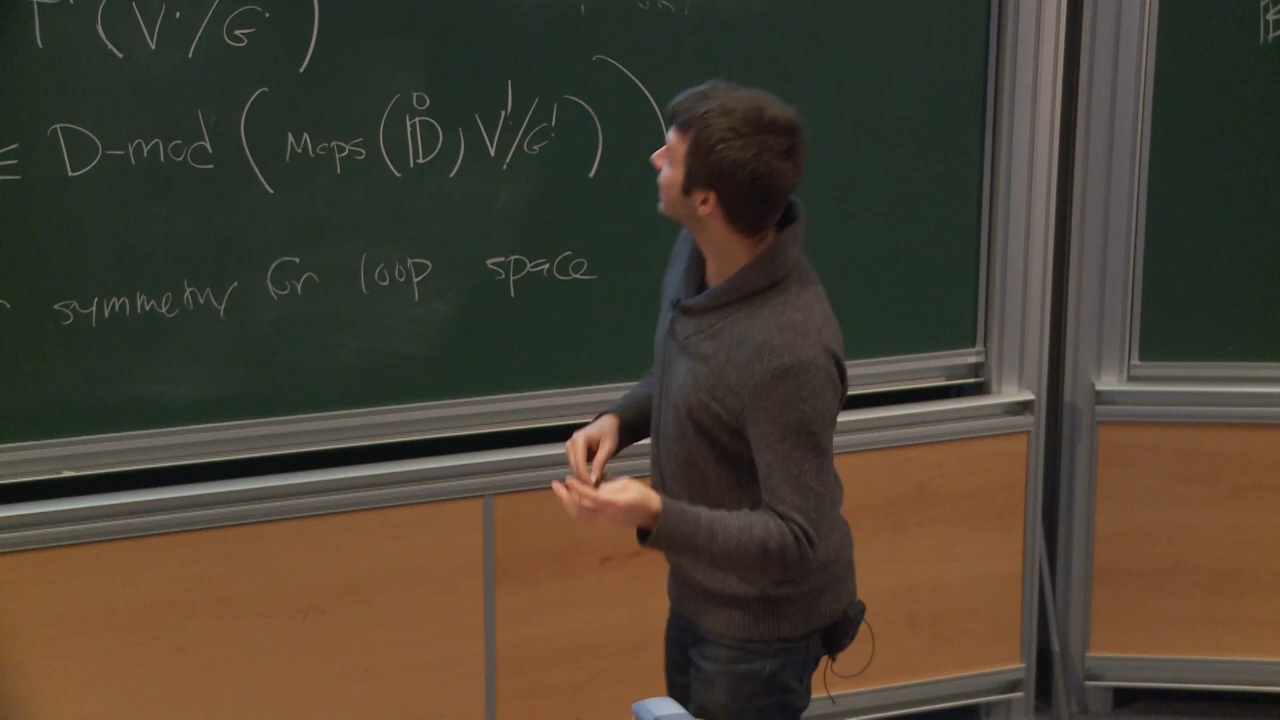 T* (V·/G·)
≅ D-mod (Maps (D°, V!/G!))
symmetry for loop space